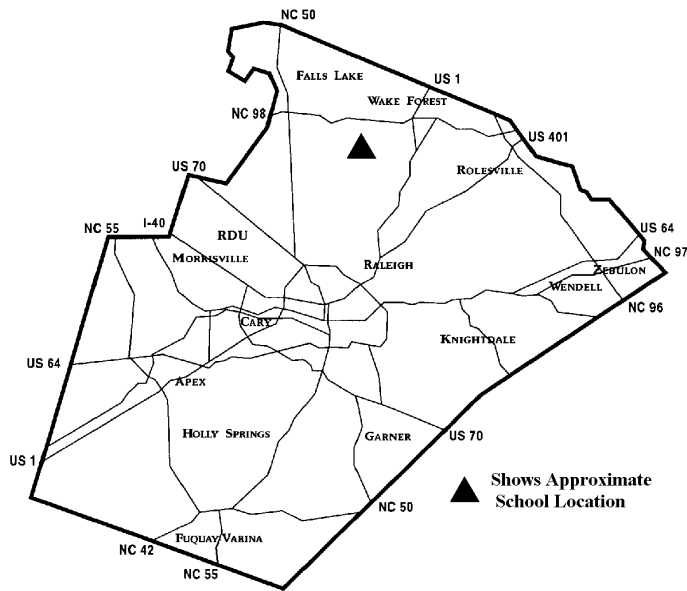 NC 50
FALLS LAKE
US 1
WAKE FOREST
NC 98
US 401
US 70
ROLESVILLE
I-40
NC 55
RDU
US 64
MORRISVILLE
NC 97
RALEIGH
ZEBULON
WENDELL
NC 96
CARY
KNIGHTDALE
US 64
APEX
HOLLY SPRINGS
GARNER
US 70
US 1
Shows Approximate
School Location
NC 50
FUQUAY VARINA
NC 42
NC 55